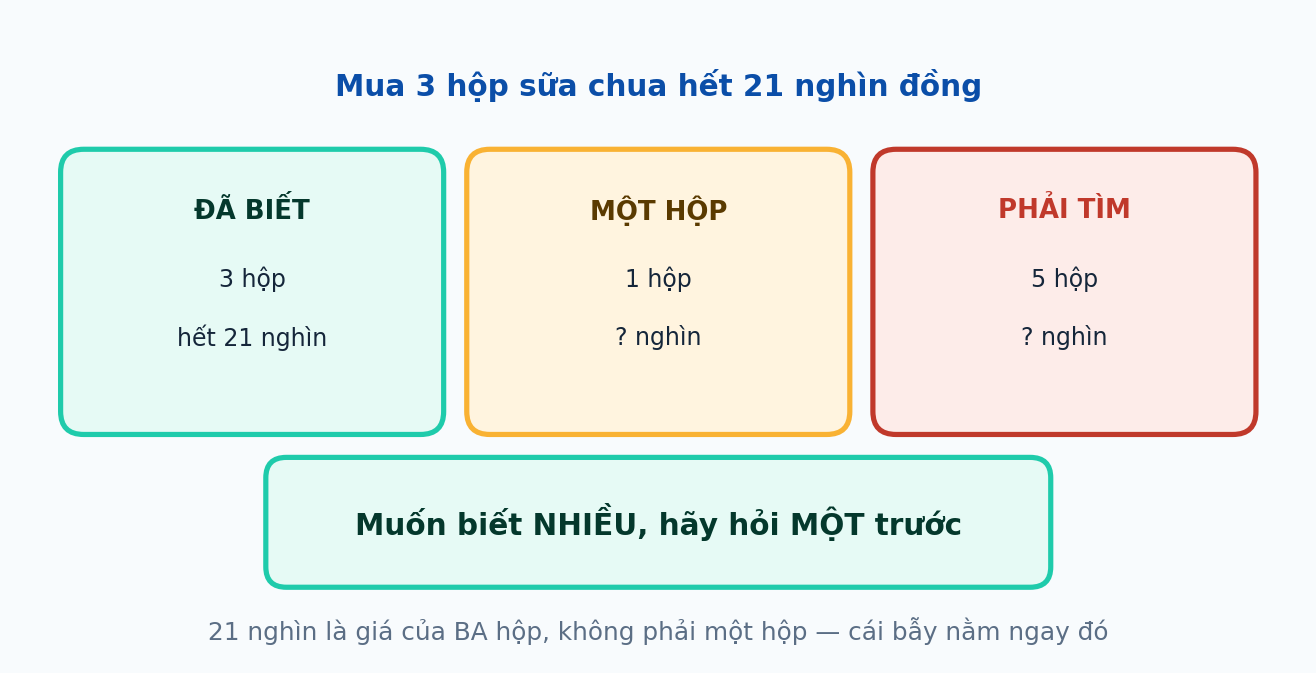 Mua 3 hộp sữa chua hết 21 nghìn đồng
ĐÃ BIẾT
3 hộp
hết 21 nghìn
MỘT HỘP
1 hộp
? nghìn
PHẢI TÌM
5 hộp
? nghìn
Muốn biết NHIỀU, hãy hỏi MỘT trước
21 nghìn là giá của BA hộp, không phải một hộp — cái bẫy nằm ngay đó